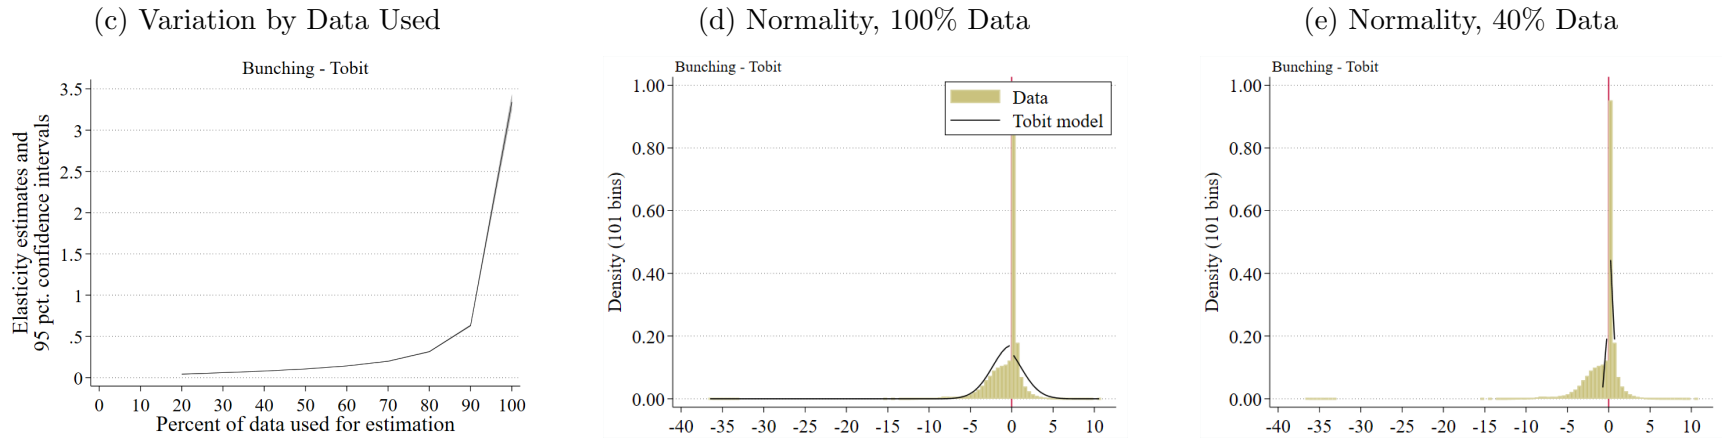 (c) Variation by Data Used
Bunching - Tobit
Elasticity estimates and
95 pct. confidence intervals
3.5
3
2.5
2
1.5
1
.5
0
0 10 20 30 40 50 60 70 80 90 100
Percent of data used for estimation
(d) Normality, 100% Data
Bunching - Tobit
Data
Tobit model
Density (101 bins)
1.00
0.80
0.60
0.40
0.20
0.00
-40 -35 -30 -25 -20 -15 -10 -5 0 5 10
(e) Normality, 40% Data
Bunching - Tobit
Density (101 bins)
1.00
0.80
0.60
0.40
0.20
0.00
-40 -35 -30 -25 -20 -15 -10 -5 0 5 10